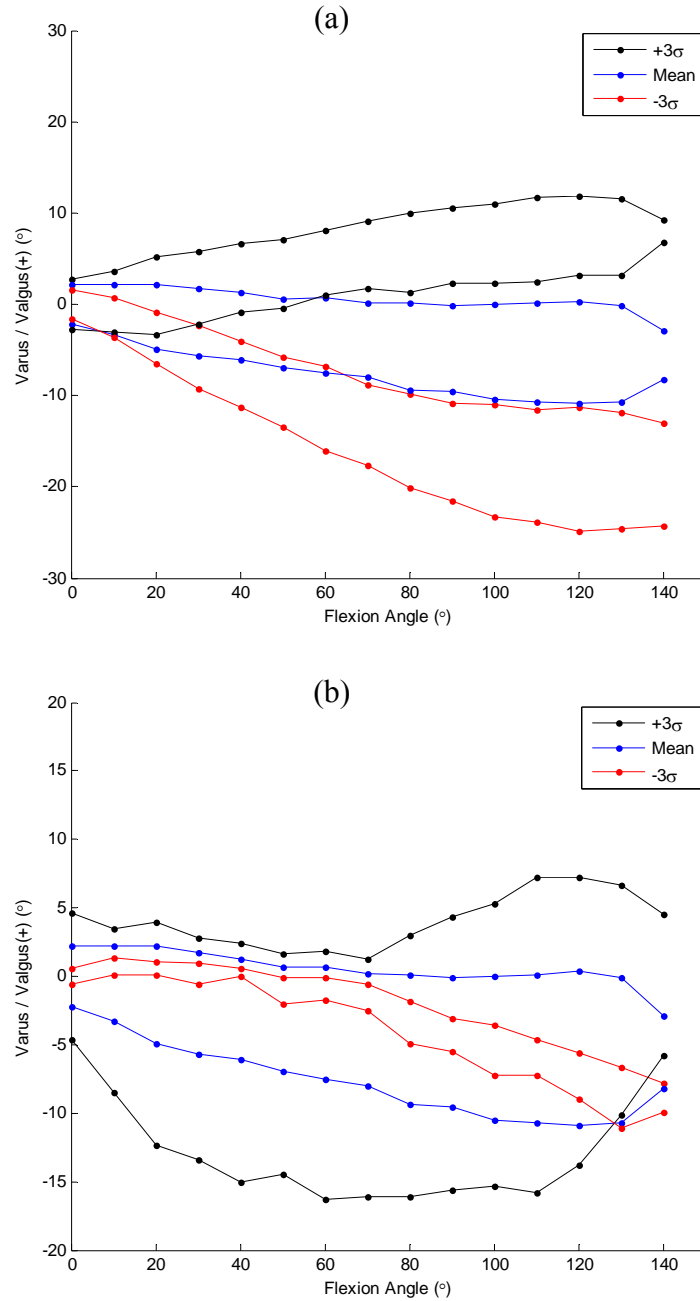 (a)
30
20
10
0
-10
-20
-30
0 20 40 60 80 100 120 140
Varus / Valgus(+) (°)
Flexion Angle (°)
+3σ
Mean
-3σ
(b)
20
15
10
5
0
-5
-10
-15
-20
0 20 40 60 80 100 120 140
Varus / Valgus(+) (°)
Flexion Angle (°)
+3σ
Mean
-3σ